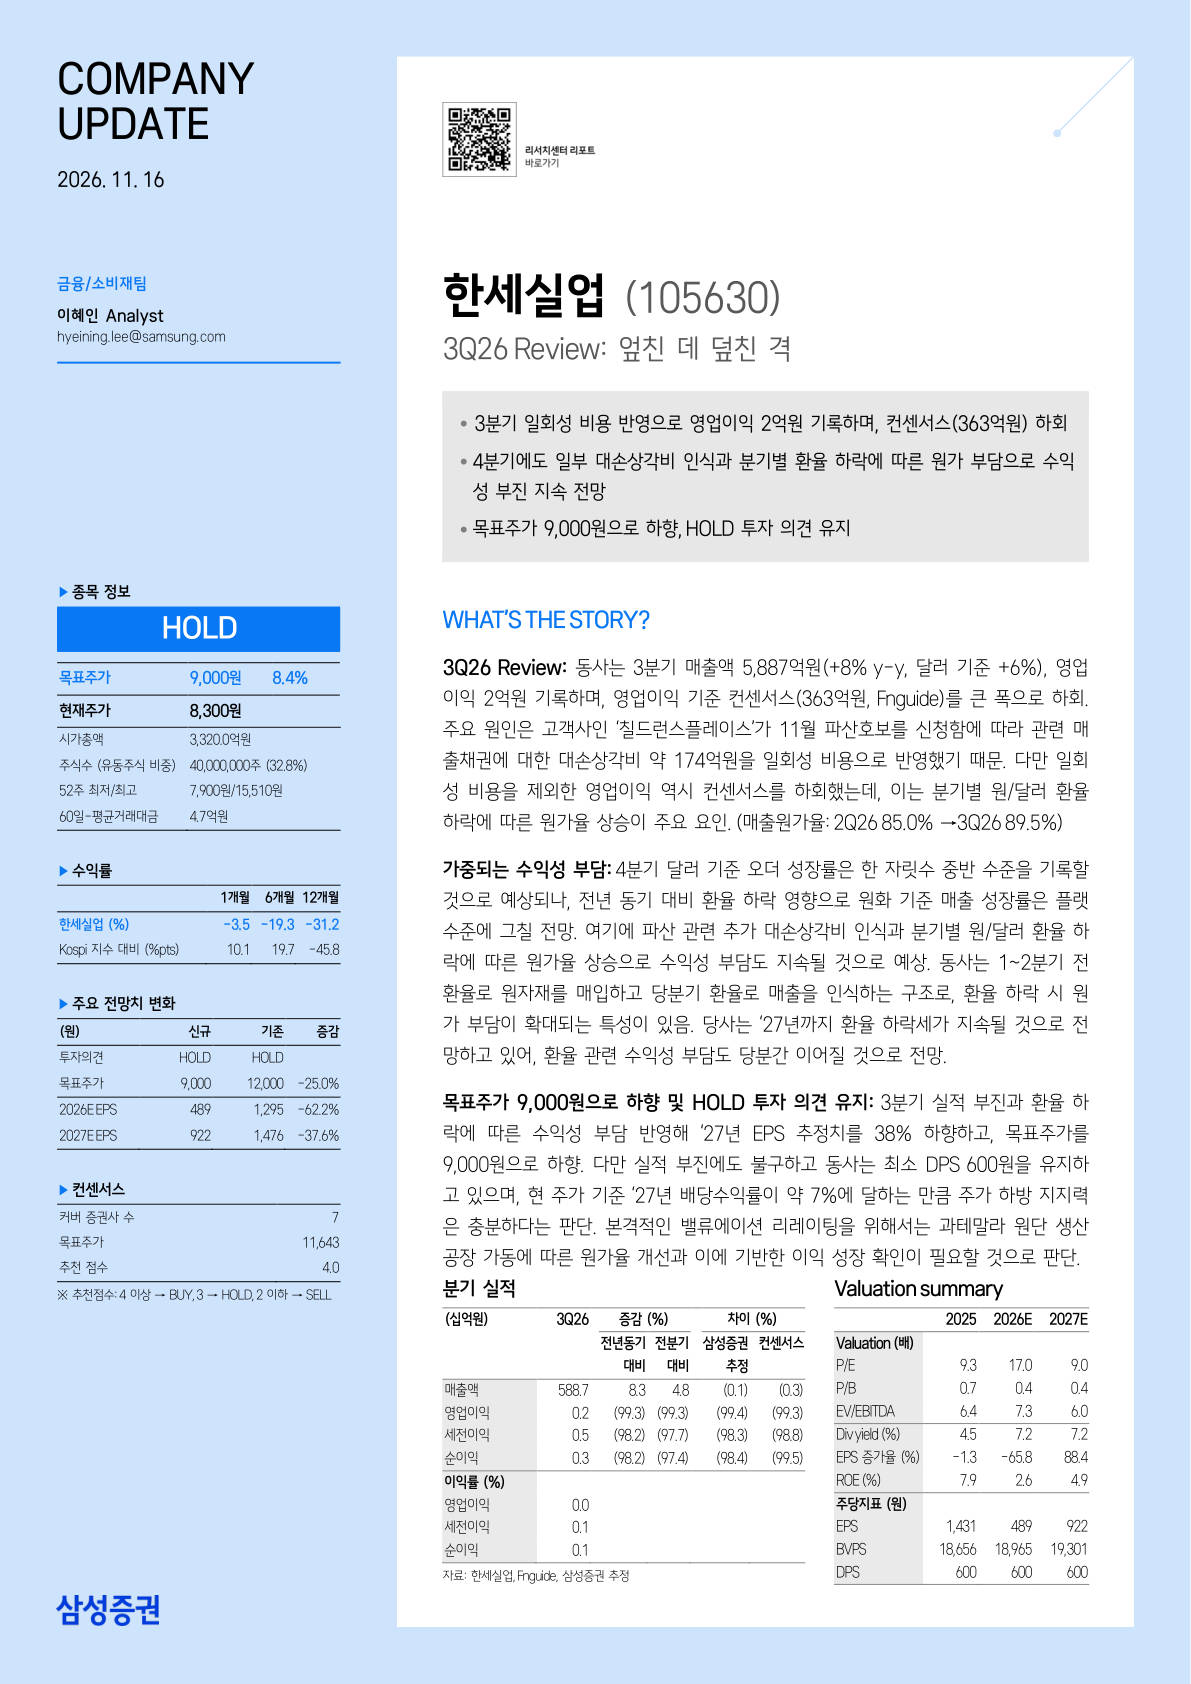 COMPANY
UPDATE
2026. 11. 16
금융/소비재팀
이혜인 Analyst
hyeining.lee@samsung.com
▶ 종목 정보
HOLD
목표주가 9,000원 8.4%
현재주가 8,300원
시가총액 3,320.0억원
주식수 (유동주식 비중) 40,000,000주 (32.8%)
52주 최저/최고 7,900원/15,510원
60일-평균거래대금 4.7억원
▶ 수익률
1개월 6개월 12개월
한세실업 (%) -3.5 -19.3 -31.2
Kospi 지수 대비 (%pts) 10.1 19.7 -45.8
▶ 주요 전망치 변화
(원) 신규 기존 증감
투자의견 HOLD HOLD
목표주가 9,000 12,000 -25.0%
2026E EPS 489 1,295 -62.2%
2027E EPS 922 1,476 -37.6%
▶ 컨센서스
커버 증권사 수 7
목표주가 11,643
추천 점수 4.0
※ 추천점수: 4 이상 → BUY, 3 → HOLD, 2 이하 → SELL
삼성증권
리서치센터 리포트
바로가기
한세실업 (105630)
3Q26 Review: 엎친 데 덮친 격
• 3분기 일회성 비용 반영으로 영업이익 2억원 기록하며, 컨센서스(363억원) 하회
• 4분기에도 일부 대손상각비 인식과 분기별 환율 하락에 따른 원가 부담으로 수익
성 부진 지속 전망
• 목표주가 9,000원으로 하향, HOLD 투자 의견 유지
WHAT'S THE STORY?
3Q26 Review: 동사는 3분기 매출액 5,887억원(+8% y-y, 달러 기준 +6%), 영업
이익 2억원 기록하며, 영업이익 기준 컨센서스(363억원, Fnguide)를 큰 폭으로 하회.
주요 원인은 고객사인 ‘칠드런스플레이스’가 11월 파산호보를 신청함에 따라 관련 매
출채권에 대한 대손상각비 약 174억원을 일회성 비용으로 반영했기 때문. 다만 일회
성 비용을 제외한 영업이익 역시 컨센서스를 하회했는데, 이는 분기별 원/달러 환율
하락에 따른 원가율 상승이 주요 요인. (매출원가율: 2Q26 85.0% →3Q26 89.5%)
가중되는 수익성 부담: 4분기 달러 기준 오더 성장률은 한 자릿수 중반 수준을 기록할
것으로 예상되나, 전년 동기 대비 환율 하락 영향으로 원화 기준 매출 성장률은 플랫
수준에 그칠 전망. 여기에 파산 관련 추가 대손상각비 인식과 분기별 원/달러 환율 하
락에 따른 원가율 상승으로 수익성 부담도 지속될 것으로 예상. 동사는 1~2분기 전
환율로 원자재를 매입하고 당분기 환율로 매출을 인식하는 구조로, 환율 하락 시 원
가 부담이 확대되는 특성이 있음. 당사는 ‘27년까지 환율 하락세가 지속될 것으로 전
망하고 있어, 환율 관련 수익성 부담도 당분간 이어질 것으로 전망.
목표주가 9,000원으로 하향 및 HOLD 투자 의견 유지: 3분기 실적 부진과 환율 하
락에 따른 수익성 부담 반영해 ‘27년 EPS 추정치를 38% 하향하고, 목표주가를
9,000원으로 하향. 다만 실적 부진에도 불구하고 동사는 최소 DPS 600원을 유지하
고 있으며, 현 주가 기준 ‘27년 배당수익률이 약 7%에 달하는 만큼 주가 하방 지지력
은 충분하다는 판단. 본격적인 밸류에이션 리레이팅을 위해서는 과테말라 원단 생산
공장 가동에 따른 원가율 개선과 이에 기반한 이익 성장 확인이 필요할 것으로 판단.
분기 실적
(십억원) 3Q26 증감 (%) 차이 (%)
전년동기 전분기 삼성증권 컨센서스
대비 대비 추정
매출액 588.7 8.3 4.8 (0.1) (0.3)
영업이익 0.2 (99.3) (99.3) (99.4) (99.3)
세전이익 0.5 (98.2) (97.7) (98.3) (98.8)
순이익 0.3 (98.2) (97.4) (98.4) (99.5)
이익률 (%)
영업이익 0.0
세전이익 0.1
순이익 0.1
자료: 한세실업, Fnguide, 삼성증권 추정
Valuation summary
2025 2026E 2027E
Valuation (배)
P/E 9.3 17.0 9.0
P/B 0.7 0.4 0.4
EV/EBITDA 6.4 7.3 6.0
Div yield (%) 4.5 7.2 7.2
EPS 증가율 (%) -1.3 -65.8 88.4
ROE (%) 7.9 2.6 4.9
주당지표 (원)
EPS 1,431 489 922
BVPS 18,656 18,965 19,301
DPS 600 600 600